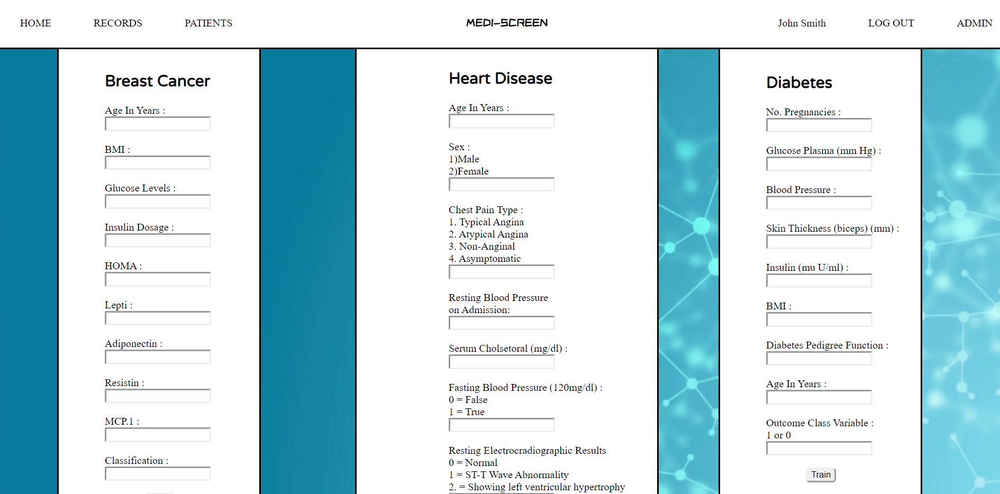 HOME
RECORDS
PATIENTS
MEDI-SCREEN
John Smith
LOG OUT
ADMIN
Breast Cancer
Age In Years :
BMI :
Glucose Levels :
Insulin Dosage :
HOMA :
Lepti :
Adiponectin :
Resistin :
MCP.1 :
Classification :
Heart Disease
Age In Years :
Sex :
1)Male
2)Female
Chest Pain Type :
1. Typical Angina
2. Atypical Angina
3. Non-Anginal
4. Asymptomatic
Resting Blood Pressure
on Admission:
Serum Cholsetoral (mg/dl) :
Fasting Blood Pressure (120mg/dl) :
0 = False
1 = True
Resting Electrocradiographic Results
0 = Normal
1 = ST-T Wave Abnormality
2. = Showing left ventricular hypertrophy
Diabetes
No. Pregnancies :
Glucose Plasma (mm Hg) :
Blood Pressure :
Skin Thickness (biceps) (mm) :
Insulin (mu U/ml) :
BMI :
Diabetes Pedigree Function :
Age In Years :
Outcome Class Variable :
1 or 0
Train